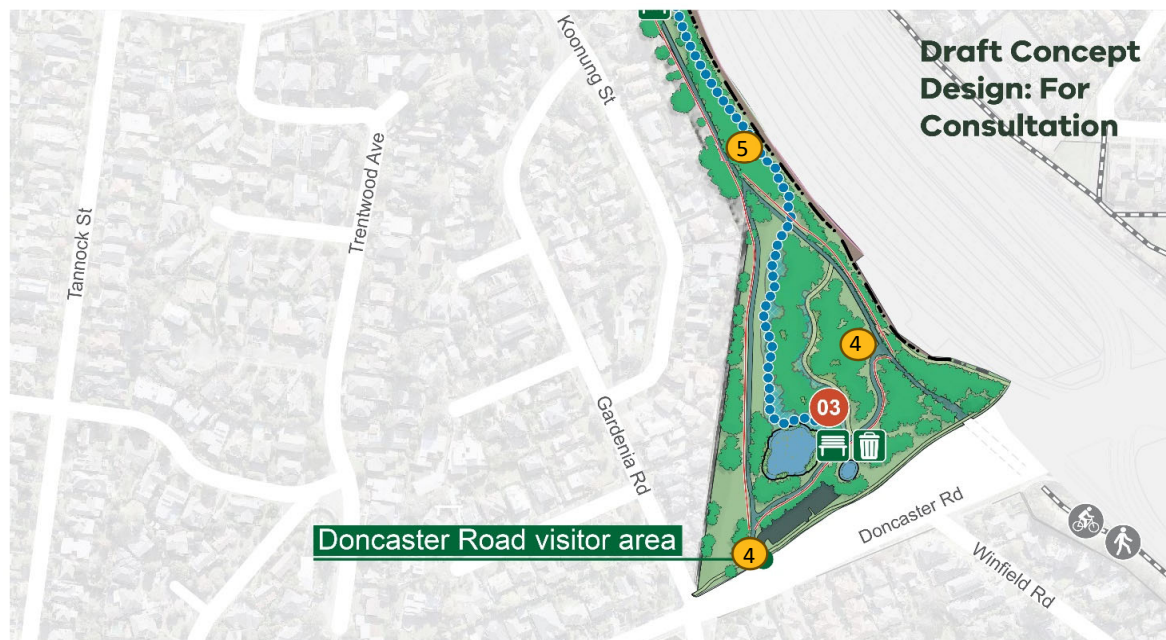 Draft Concept
Design: For
Consultation
Koonung St
5
Trentwood Ave
Tannock St
4
03
Gardenia Rd
Doncaster Rd
Doncaster Road visitor area
4
Winfield Rd